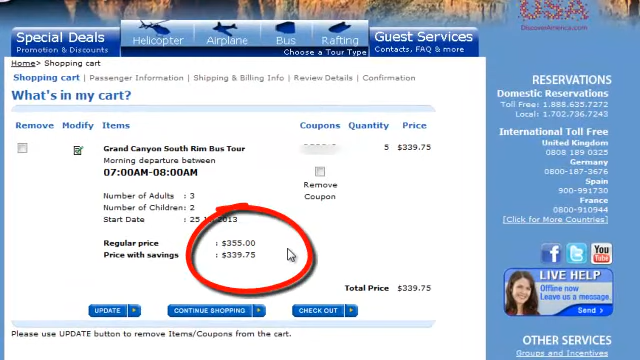 USA
DiscoverAmerica.com
Special Deals
Promotion & Discounts
Helicopter
Airplane
Bus
Rafting
Choose a Tour Type
Guest Services
Contacts, FAQ & more
Home> Shopping cart
Shopping cart | Passenger Information | Shipping & Billing Info | Review Details | Confirmation
What's in my cart?
Remove Modify Items Coupons Quantity Price
Grand Canyon South Rim Bus Tour 5 $339.75
Morning departure between
07:00AM-08:00AM
Remove
Coupon
Number of Adults : 3
Number of Children: 2
Start Date : 25 2013
Regular price : $355.00
Price with savings : $339.75
Total Price $339.75
UPDATE
CONTINUE SHOPPING
CHECK OUT
Please use UPDATE button to remove Items/Coupons from the cart.
RESERVATIONS
Domestic Reservations
Toll Free: 1.888.635.7272
Local: 1.702.736.7243
International Toll Free
United Kingdom
0808 189 0325
Germany
0800-187-3676
Spain
900-991730
France
0800-910944
[Click for More Countries]
f
You
Tube
LIVE HELP
Offline now
Leave us a message.
Send
OTHER SERVICES
Groups and Incentives